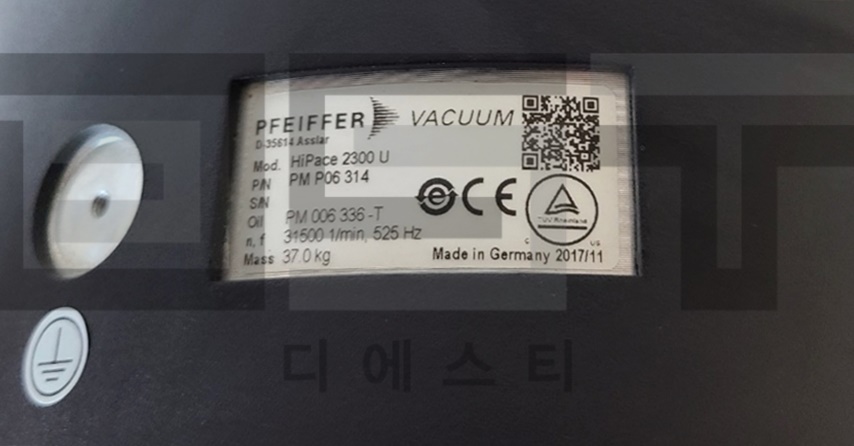 PFEIFFER VACUUM
D-35614 Asslar
Mod. HiPace 2300 U
P/N PM P06 314
S/N
Oil PM 006 336 -T
n, f 31500 1/min, 525 Hz
Mass 37.0 kg
e CE
TÜV Rheinland
C US
Made in Germany 2017/11
디에스티